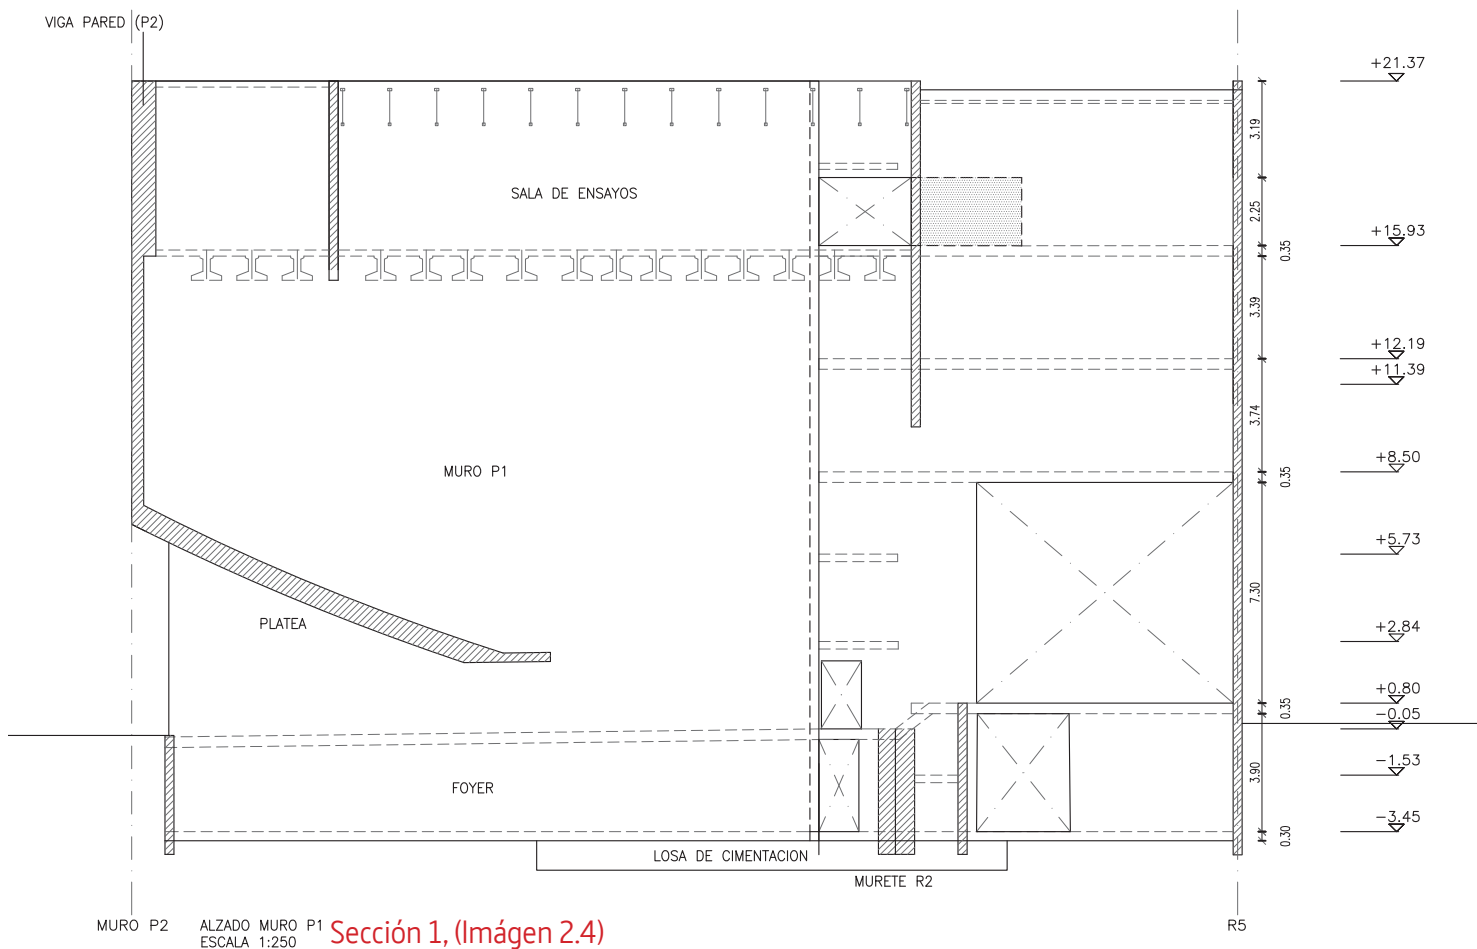 VIGA PARED (P2)
+21.37
3.19
SALA DE ENSAYOS
2.25
+15.93
0.35
3.39
+12.19
+11.39
3.74
MURO P1
+8.50
0.35
+5.73
7.30
PLATEA
+2.84
+0.80
0.35
-0.05
-1.53
3.90
FOYER
-3.45
0.30
LOSA DE CIMENTACION
MURETE R2
MURO P2
ALZADO MURO P1
ESCALA 1:250
Sección 1, (Imágen 2.4)
R5